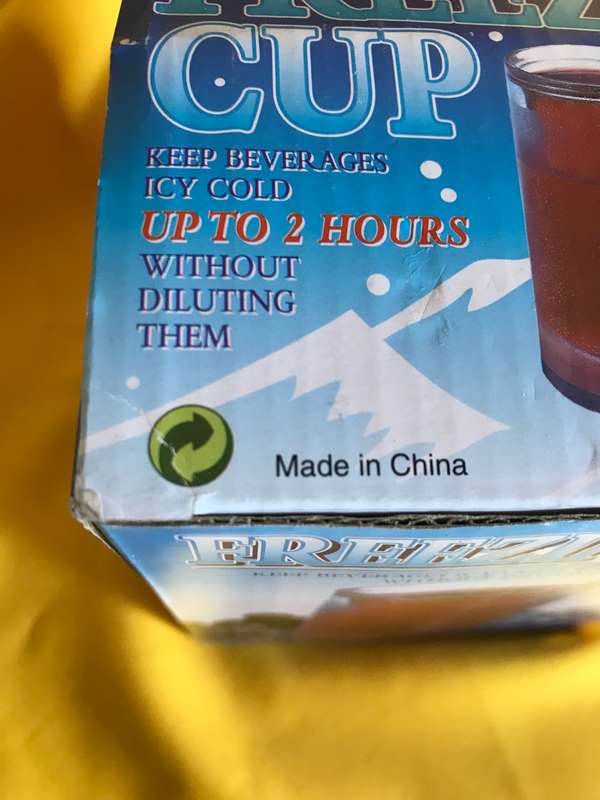 CUP
KEEP BEVERAGES
ICY COLD
UP TO 2 HOURS
WITHOUT
DILUTING
THEM
Made in China